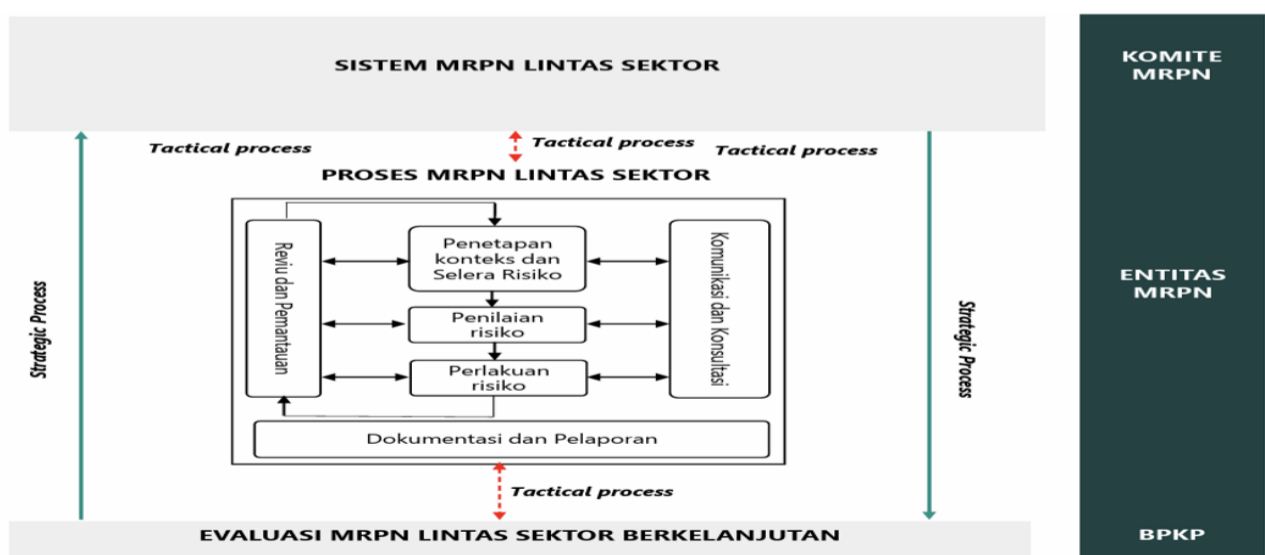 SISTEM MRPN LINTAS SEKTOR
KOMITE
MRPN
Tactical process
Tactical process
Tactical process
PROSES MRPN LINTAS SEKTOR
Strategic Process
Reviu dan Pemantauan
Penetapan
konteks dan
Selera Risiko
Penilaian
risiko
Perlakuan
risiko
Komunikasi dan Konsultasi
Dokumentasi dan Pelaporan
Strategic Process
ENTITAS
MRPN
Tactical process
EVALUASI MRPN LINTAS SEKTOR BERKELANJUTAN
BPKP